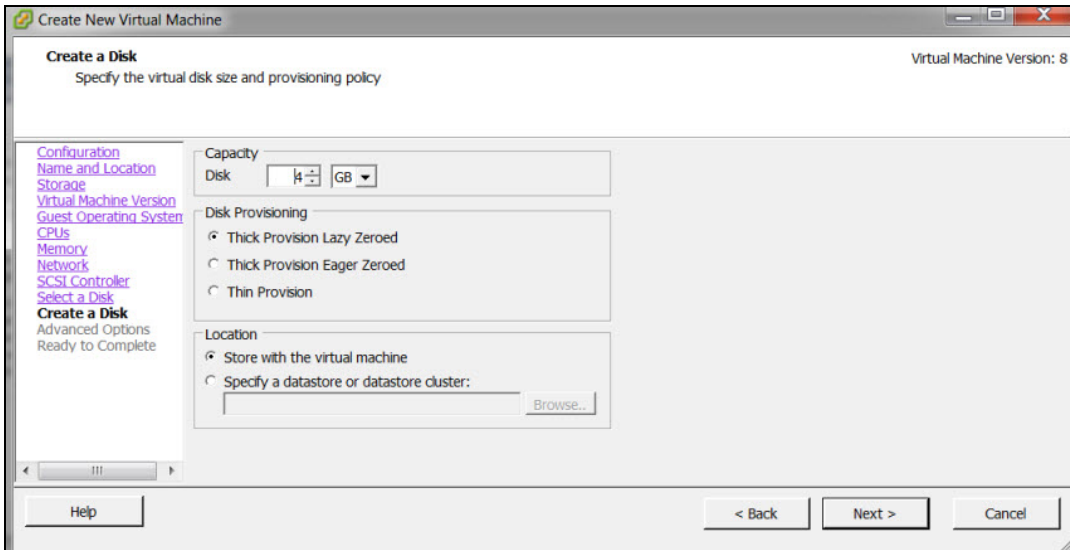 Create New Virtual Machine
X
Create a Disk
Specify the virtual disk size and provisioning policy
Virtual Machine Version: 8
Configuration
Name and Location
Storage
Virtual Machine Version
Guest Operating System
CPUs
Memory
Network
SCSI Controller
Select a Disk
Create a Disk
Advanced Options
Ready to Complete
Capacity
Disk 4 GB
Disk Provisioning
Thick Provision Lazy Zeroed
Thick Provision Eager Zeroed
Thin Provision
Location
Store with the virtual machine
Specify a datastore or datastore cluster:
Browse..
Help
< Back
Next >
Cancel